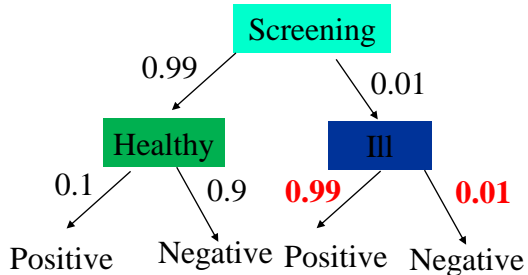 Screening
0.99
0.01
Healthy
Ill
0.1
0.9
0.99
0.01
Positive
Negative
Positive
Negative